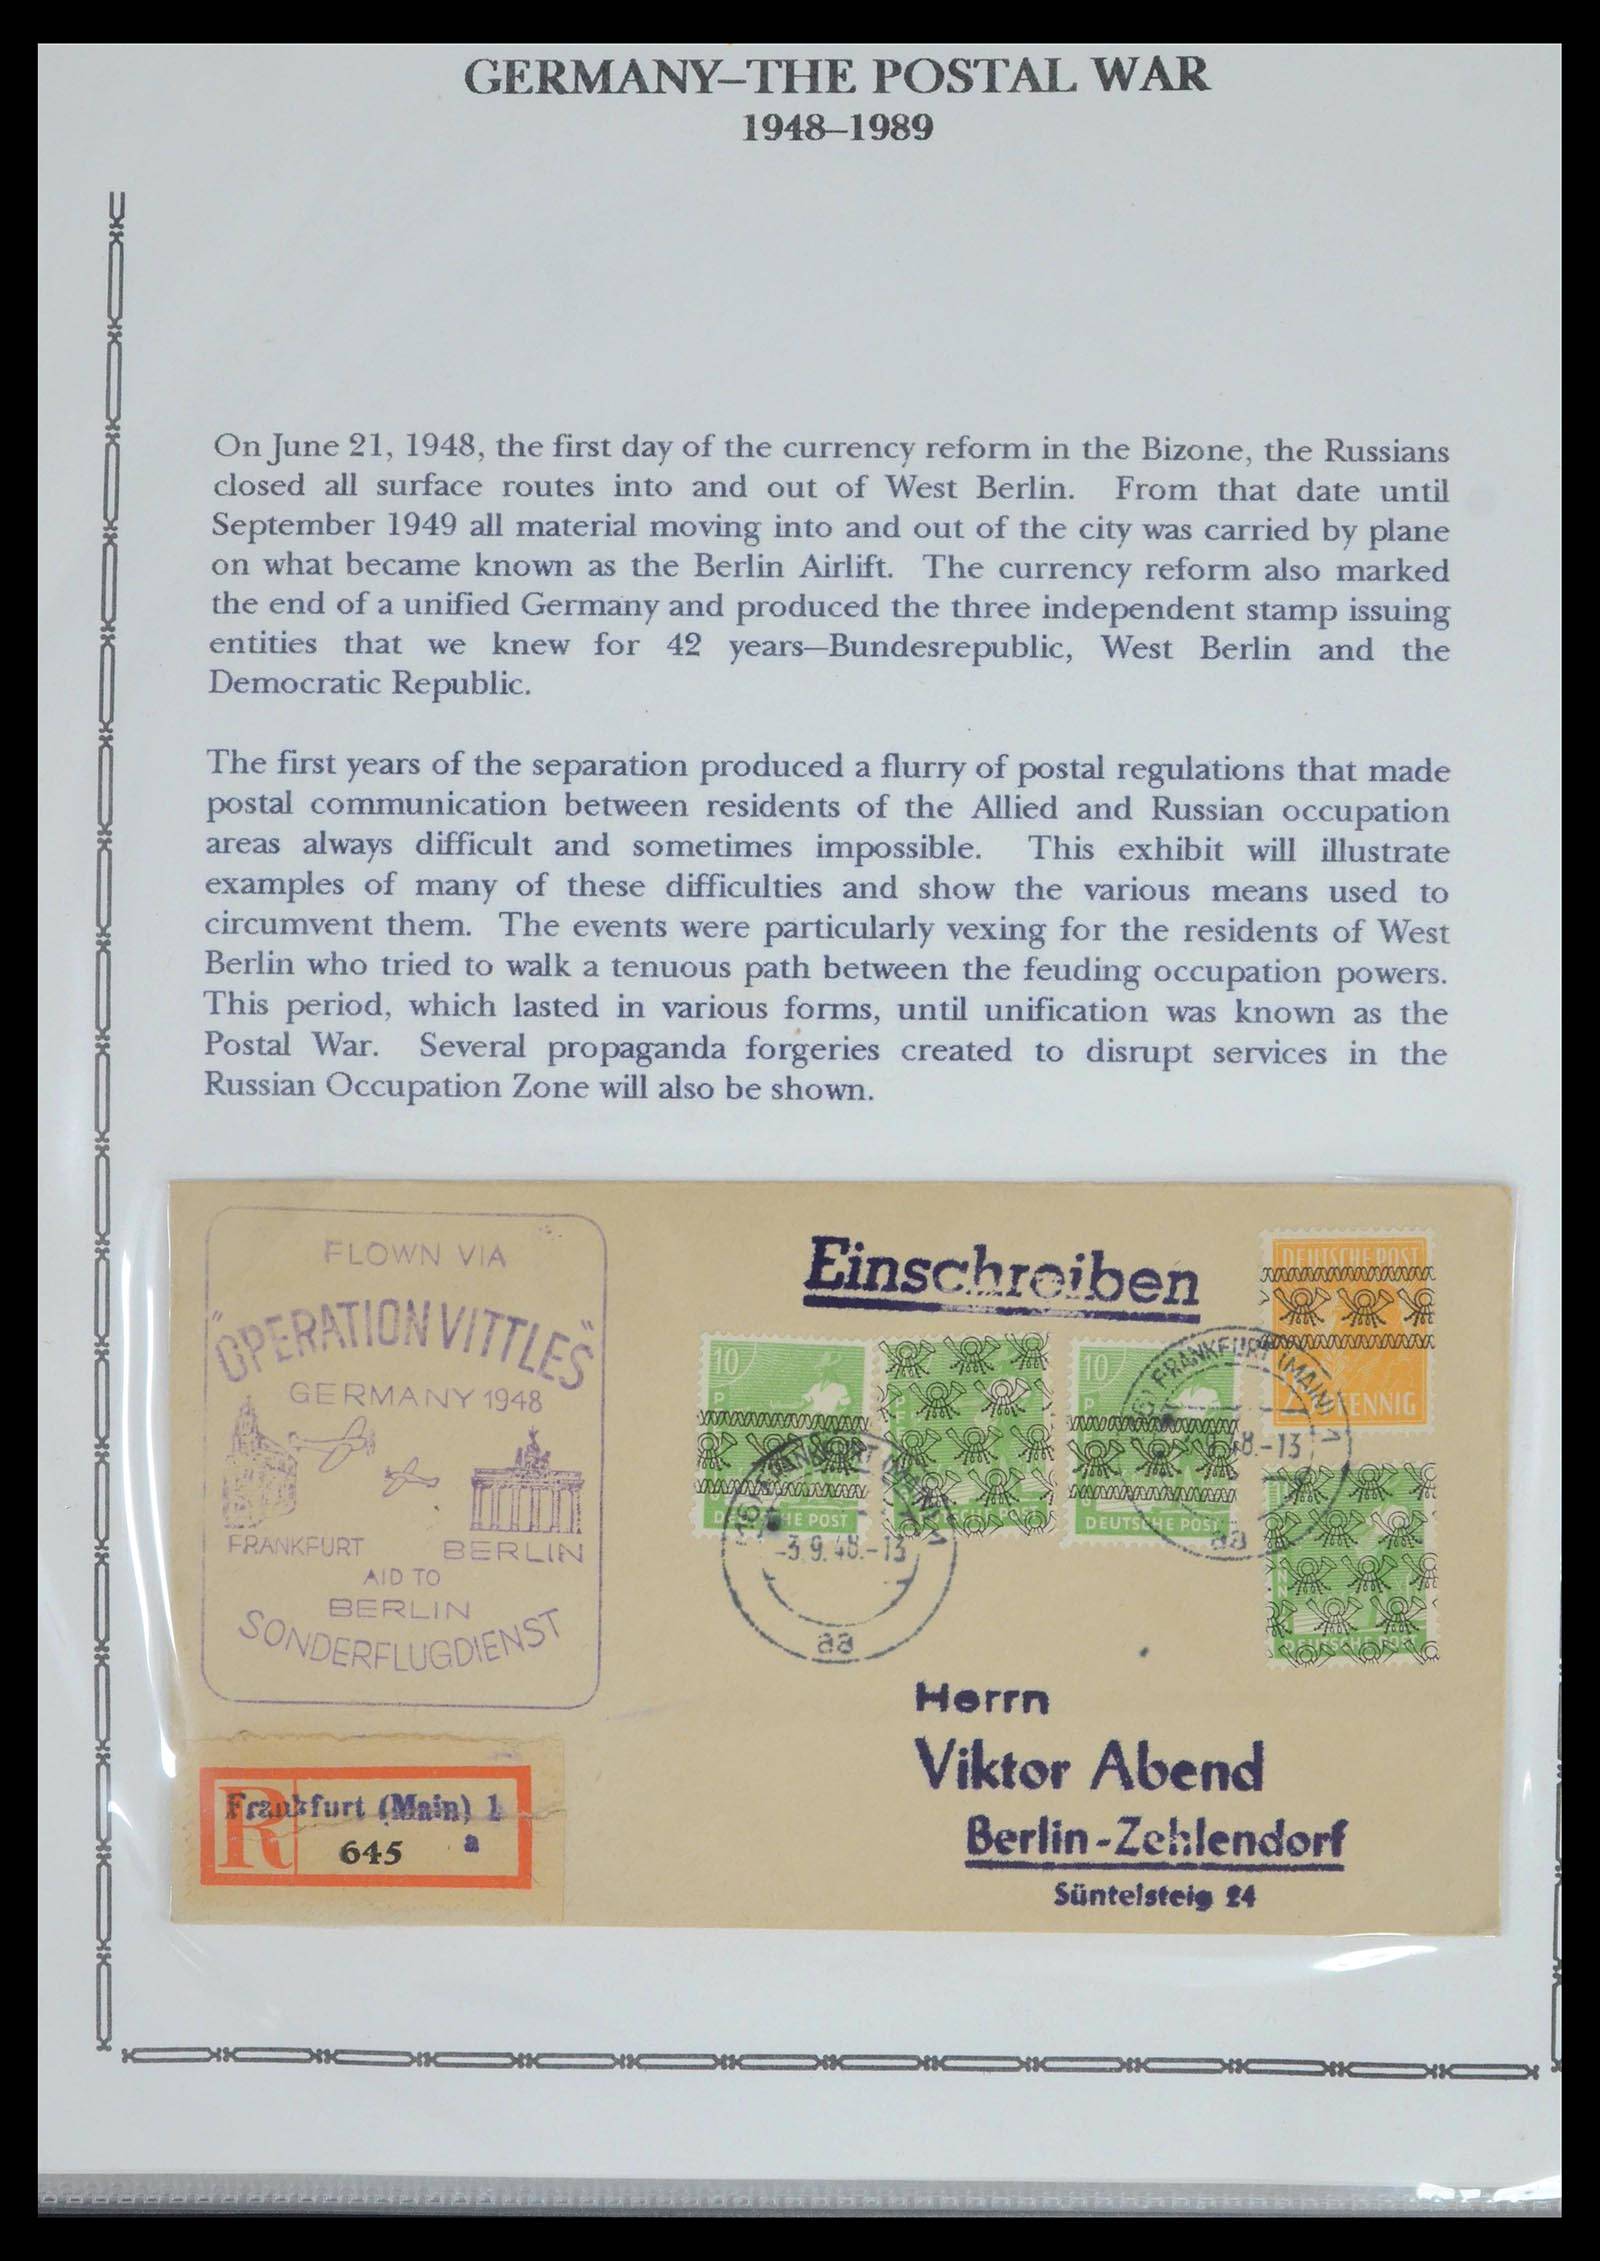 GERMANY–THE POSTAL WAR
1948–1989
On June 21, 1948, the first day of the currency reform in the Bizone, the Russians
closed all surface routes into and out of West Berlin. From that date until
September 1949 all material moving into and out of the city was carried by plane
on what became known as the Berlin Airlift. The currency reform also marked
the end of a unified Germany and produced the three independent stamp issuing
entities that we knew for 42 years—Bundesrepublic, West Berlin and the
Democratic Republic.
The first years of the separation produced a flurry of postal regulations that made
postal communication between residents of the Allied and Russian occupation
areas always difficult and sometimes impossible. This exhibit will illustrate
examples of many of these difficulties and show the various means used to
circumvent them. The events were particularly vexing for the residents of West
Berlin who tried to walk a tenuous path between the feuding occupation powers.
This period, which lasted in various forms, until unification was known as the
Postal War. Several propaganda forgeries created to disrupt services in the
Russian Occupation Zone will also be shown.
FLOWN VIA
"OPERATION VITTLES"
GERMANY 1948
FRANKFURT BERLIN
AID TO
BERLIN
SONDERFLUGDIENST
Einschreiben
DEUTSCHE POST
PFENNIG
10
DEUTSCHE POST
DEUTSCHE POST
10
DEUTSCHE POST
DEUTSCHE POST
FRANKFURT (MAIN) 1
48.-13
aa
FRANKFURT
-3.9.48.-13
aa
Herrn
Viktor Abend
Berlin-Zehlendorf
Süntelsteig 24
R
Frankfurt (Main) 1
645 a